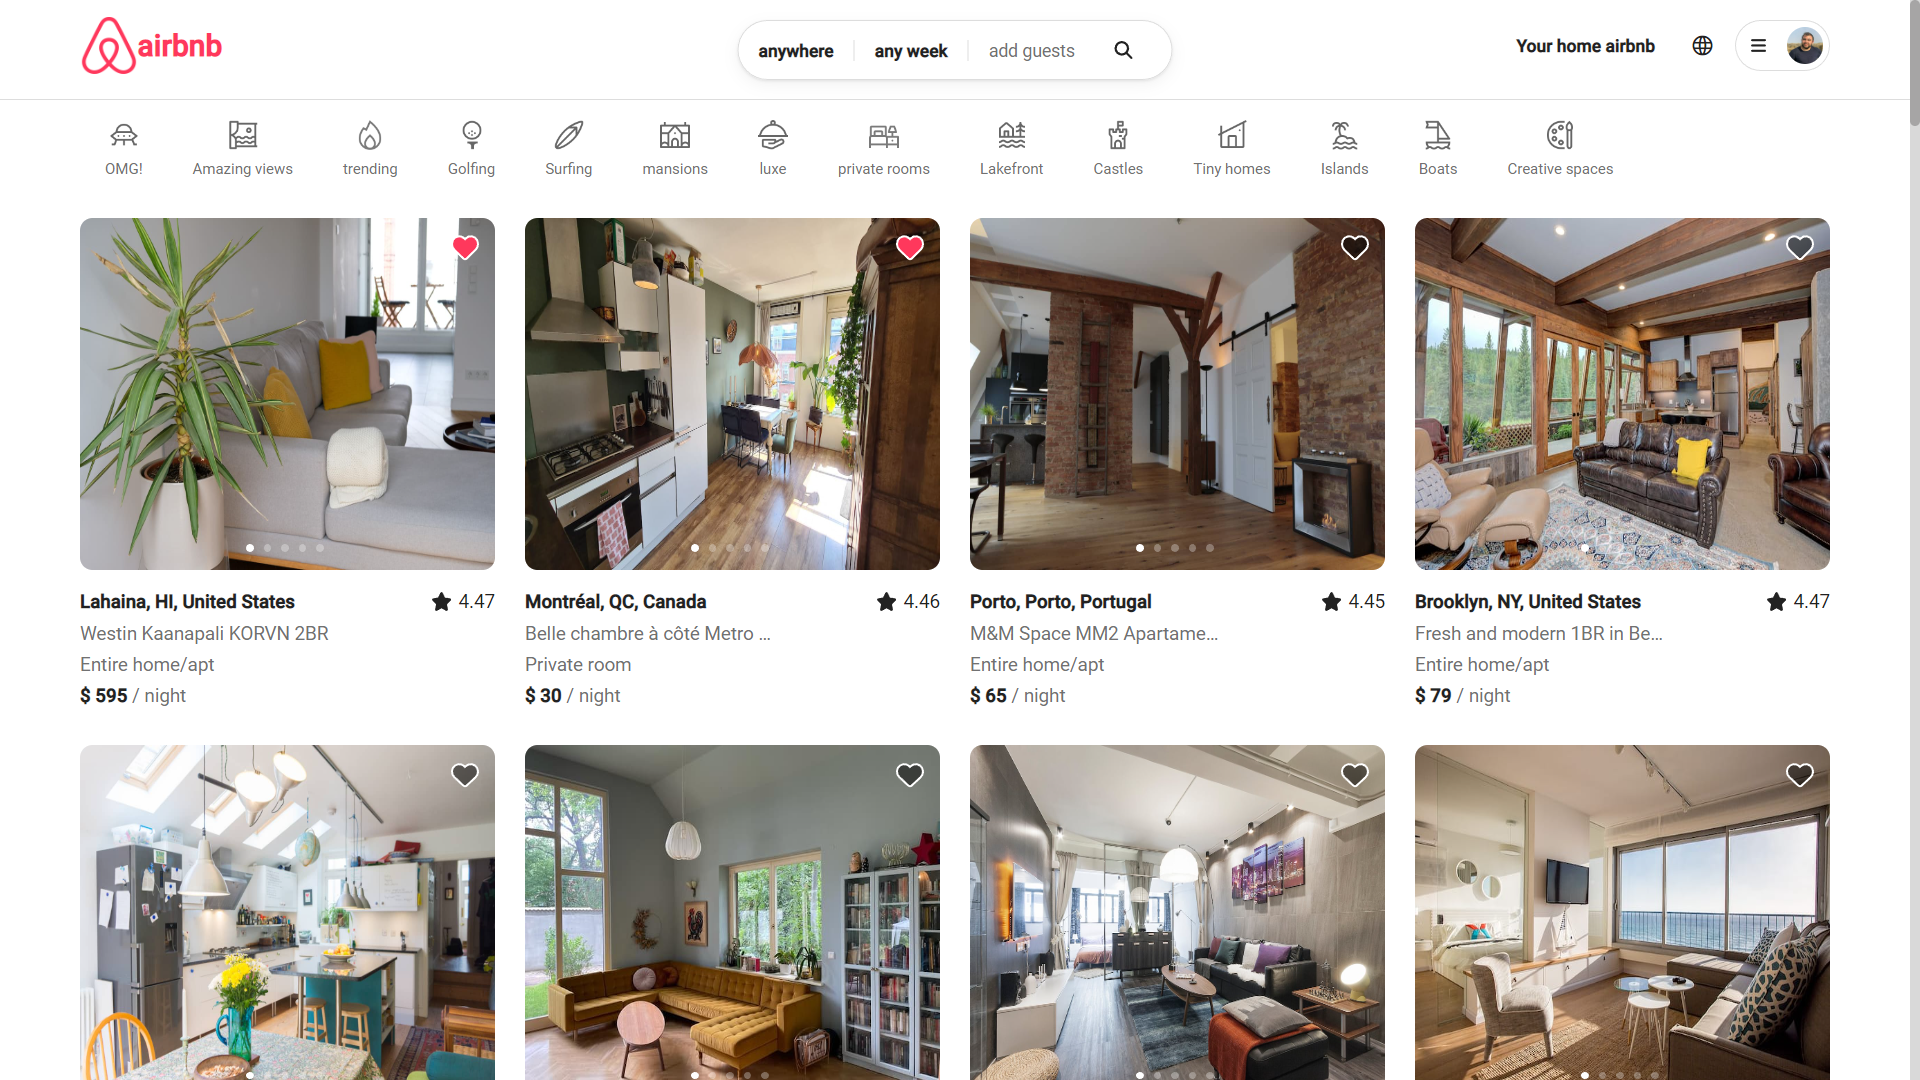 airbnb
anywhere any week add guests
Your home airbnb
OMG! Amazing views trending Golfing Surfing mansions luxe private rooms Lakefront Castles Tiny homes Islands Boats Creative spaces
Lahaina, HI, United States 4.47
Westin Kaanapali KORVN 2BR
Entire home/apt
$ 595 / night
Montréal, QC, Canada 4.46
Belle chambre à côté Metro ...
Private room
$ 30 / night
Porto, Porto, Portugal 4.45
M&M Space MM2 Apartame...
Entire home/apt
$ 65 / night
Brooklyn, NY, United States 4.47
Fresh and modern 1BR in Be...
Entire home/apt
$ 79 / night